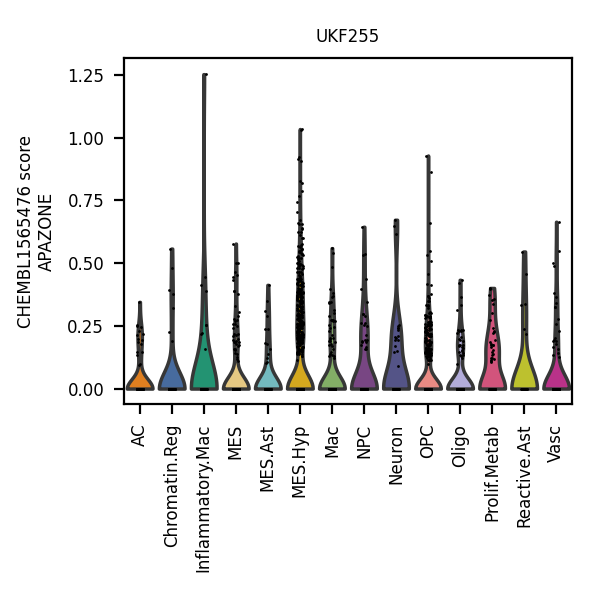 UKF255
CHEMBL1565476 score
APAZONE
1.25
1.00
0.75
0.50
0.25
0.00
AC
Chromatin.Reg
Inflammatory.Mac
MES
MES.Ast
MES.Hyp
Mac
NPC
Neuron
OPC
Oligo
Prolif.Metab
Reactive.Ast
Vasc